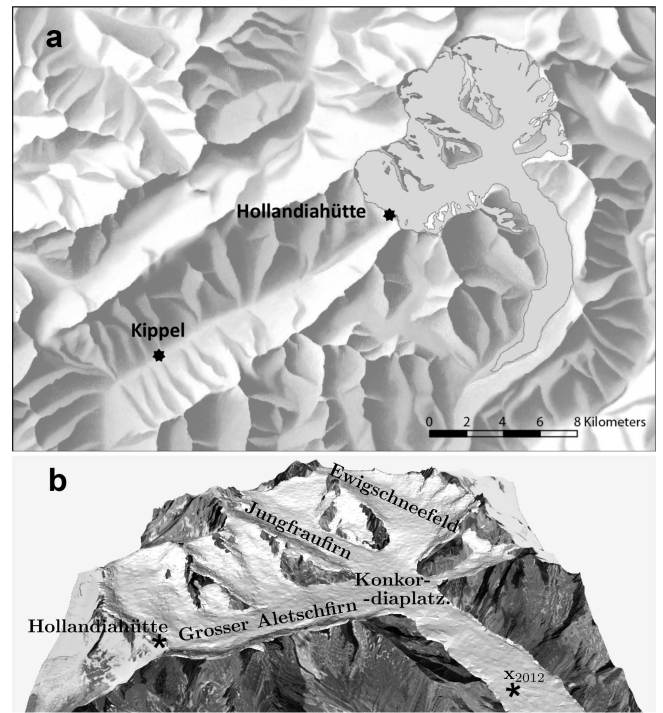 a
Hollandiahütte
Kippel
0 2 4 6 8 Kilometers
b
Ewigschneefeld
Jungfraufirn
Konkor-
-diaplatz.
Hollandiahütte
Grosser Aletschfirn
x2012